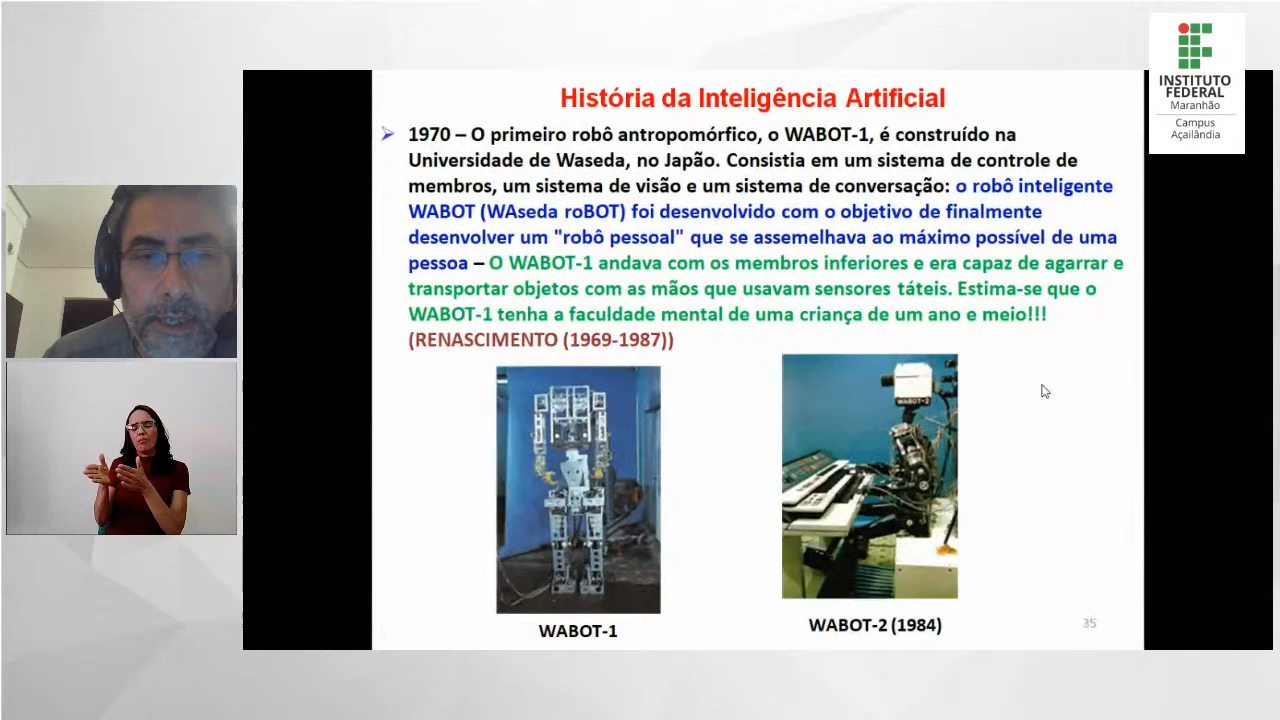 INSTITUTO
FEDERAL
Maranhão
Campus
Açailândia
História da Inteligência Artificial
1970 – O primeiro robô antropomórfico, o WABOT-1, é construído na
Universidade de Waseda, no Japão. Consistia em um sistema de controle de
membros, um sistema de visão e um sistema de conversação: o robô inteligente
WABOT (WAseda roBOT) foi desenvolvido com o objetivo de finalmente
desenvolver um "robô pessoal" que se assemelhava ao máximo possível de uma
pessoa – O WABOT-1 andava com os membros inferiores e era capaz de agarrar e
transportar objetos com as mãos que usavam sensores táteis. Estima-se que o
WABOT-1 tenha a faculdade mental de uma criança de um ano e meio!!!
(RENASCIMENTO (1969-1987))
WABOT-2
WABOT-1
WABOT-2 (1984)
35